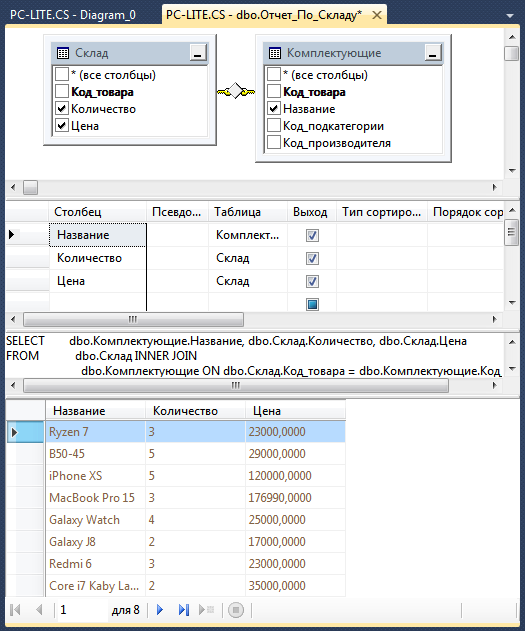 PC-LITE.CS - Diagram_0 PC-LITE.CS - dbo.Отчет_По_Складу*
Склад
* (все столбцы)
Код_товара
Количество
Цена
Комплектующие
* (все столбцы)
Код_товара
Название
Код_подкатегории
Код_производителя
Столбец Псевдо... Таблица Выход Тип сортиро... Порядок сор
Название Комплект...
Количество Склад
Цена Склад
SELECT dbo.Комплектующие.Название, dbo.Склад.Количество, dbo.Склад.Цена
FROM dbo.Склад INNER JOIN
dbo.Комплектующие ON dbo.Склад.Код_товара = dbo.Комплектующие.Код_
Название Количество Цена
Ryzen 7 3 23000,0000
B50-45 5 29000,0000
iPhone XS 5 120000,0000
MacBook Pro 15 3 176990,0000
Galaxy Watch 4 25000,0000
Galaxy J8 2 17000,0000
Redmi 6 3 23000,0000
Core i7 Kaby La... 2 35000,0000
1 для 8